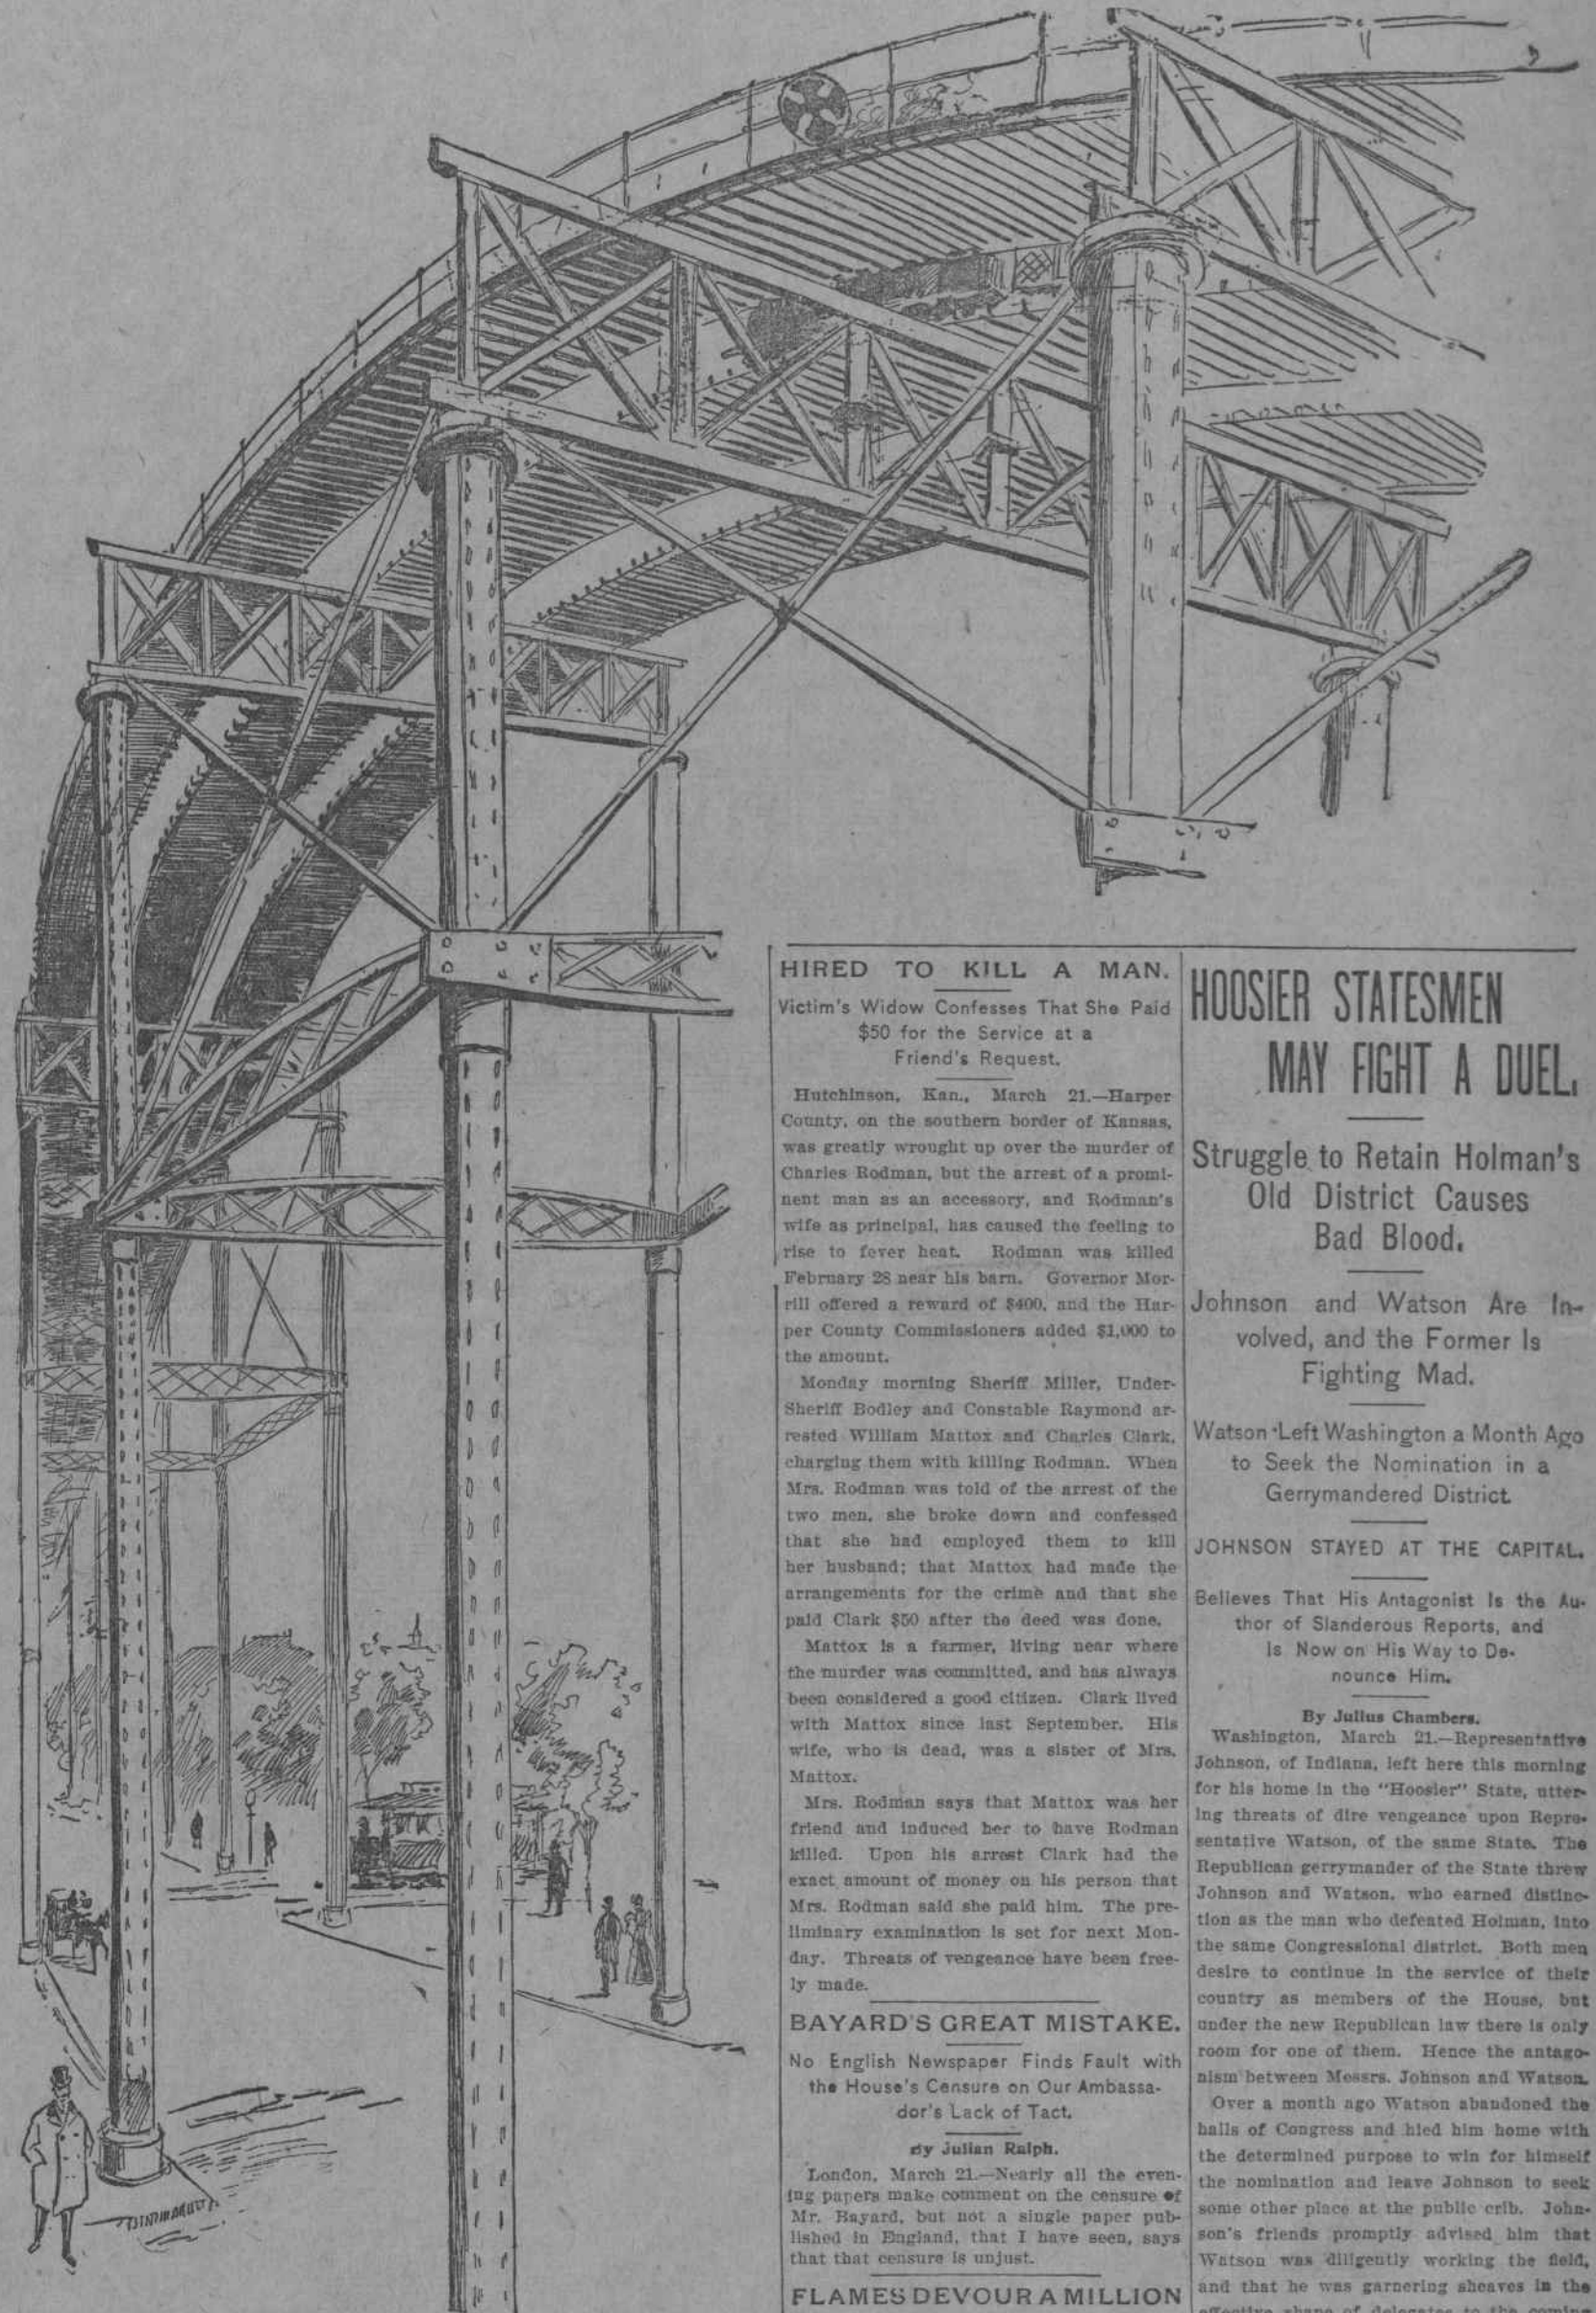 HIRED TO KILL A MAN.
Victim's Widow Confesses That She Paid
$50 for the Service at a
Friend's Request.
Hutchinson, Kan., March 21.—Harper
County, on the southern border of Kansas,
was greatly wrought up over the murder of
Charles Rodman, but the arrest of a promi-
nent man as an accessory, and Rodman's
wife as principal, has caused the feeling to
rise to fever heat. Rodman was killed
February 28 near his barn. Governor Mor-
rill offered a reward of $400, and the Har-
per County Commissioners added $1,000 to
the amount.
Monday morning Sheriff Miller, Under-
Sheriff Bodley and Constable Raymond ar-
rested William Mattox and Charles Clark,
charging them with killing Rodman. When
Mrs. Rodman was told of the arrest of the
two men, she broke down and confessed
that she had employed them to kill
her husband; that Mattox had made the
arrangements for the crime and that she
paid Clark $50 after the deed was done.
Mattox is a farmer, living near where
the murder was committed, and has always
been considered a good citizen. Clark lived
with Mattox since last September. His
wife, who is dead, was a sister of Mrs.
Mattox.
Mrs. Rodman says that Mattox was her
friend and induced her to have Rodman
killed. Upon his arrest Clark had the
exact amount of money on his person that
Mrs. Rodman said she paid him. The pre-
liminary examination is set for next Mon-
day. Threats of vengeance have been free-
ly made.
BAYARD'S GREAT MISTAKE.
No English Newspaper Finds Fault with
the House's Censure on Our Ambassa-
dor's Lack of Tact.
By Julian Ralph.
London, March 21.—Nearly all the even-
ing papers make comment on the censure of
Mr. Bayard, but not a single paper pub-
lished in England, that I have seen, says
that that censure is unjust.
FLAMES DEVOUR A MILLION
HOOSIER STATESMEN
MAY FIGHT A DUEL.
Struggle to Retain Holman's
Old District Causes
Bad Blood.
Johnson and Watson Are In-
volved, and the Former Is
Fighting Mad.
Watson Left Washington a Month Ago
to Seek the Nomination in a
Gerrymandered District.
JOHNSON STAYED AT THE CAPITAL.
Believes That His Antagonist Is the Au-
thor of Slanderous Reports, and
Is Now on His Way to De-
nounce Him.
By Julius Chambers.
Washington, March 21.—Representative
Johnson, of Indiana, left here this morning
for his home in the "Hoosier" State, utter-
ing threats of dire vengeance upon Repre-
sentative Watson, of the same State. The
Republican gerrymander of the State threw
Johnson and Watson, who earned distinc-
tion as the man who defeated Holman, into
the same Congressional district. Both men
desire to continue in the service of their
country as members of the House, but
under the new Republican law there is only
room for one of them. Hence the antago-
nism between Messrs. Johnson and Watson.
Over a month ago Watson abandoned the
halls of Congress and hied him home with
the determined purpose to win for himself
the nomination and leave Johnson to seek
some other place at the public crib. John-
son's friends promptly advised him that
Watson was diligently working the field,
and that he was garnering sheaves in the
effective shape of delegates to the coming